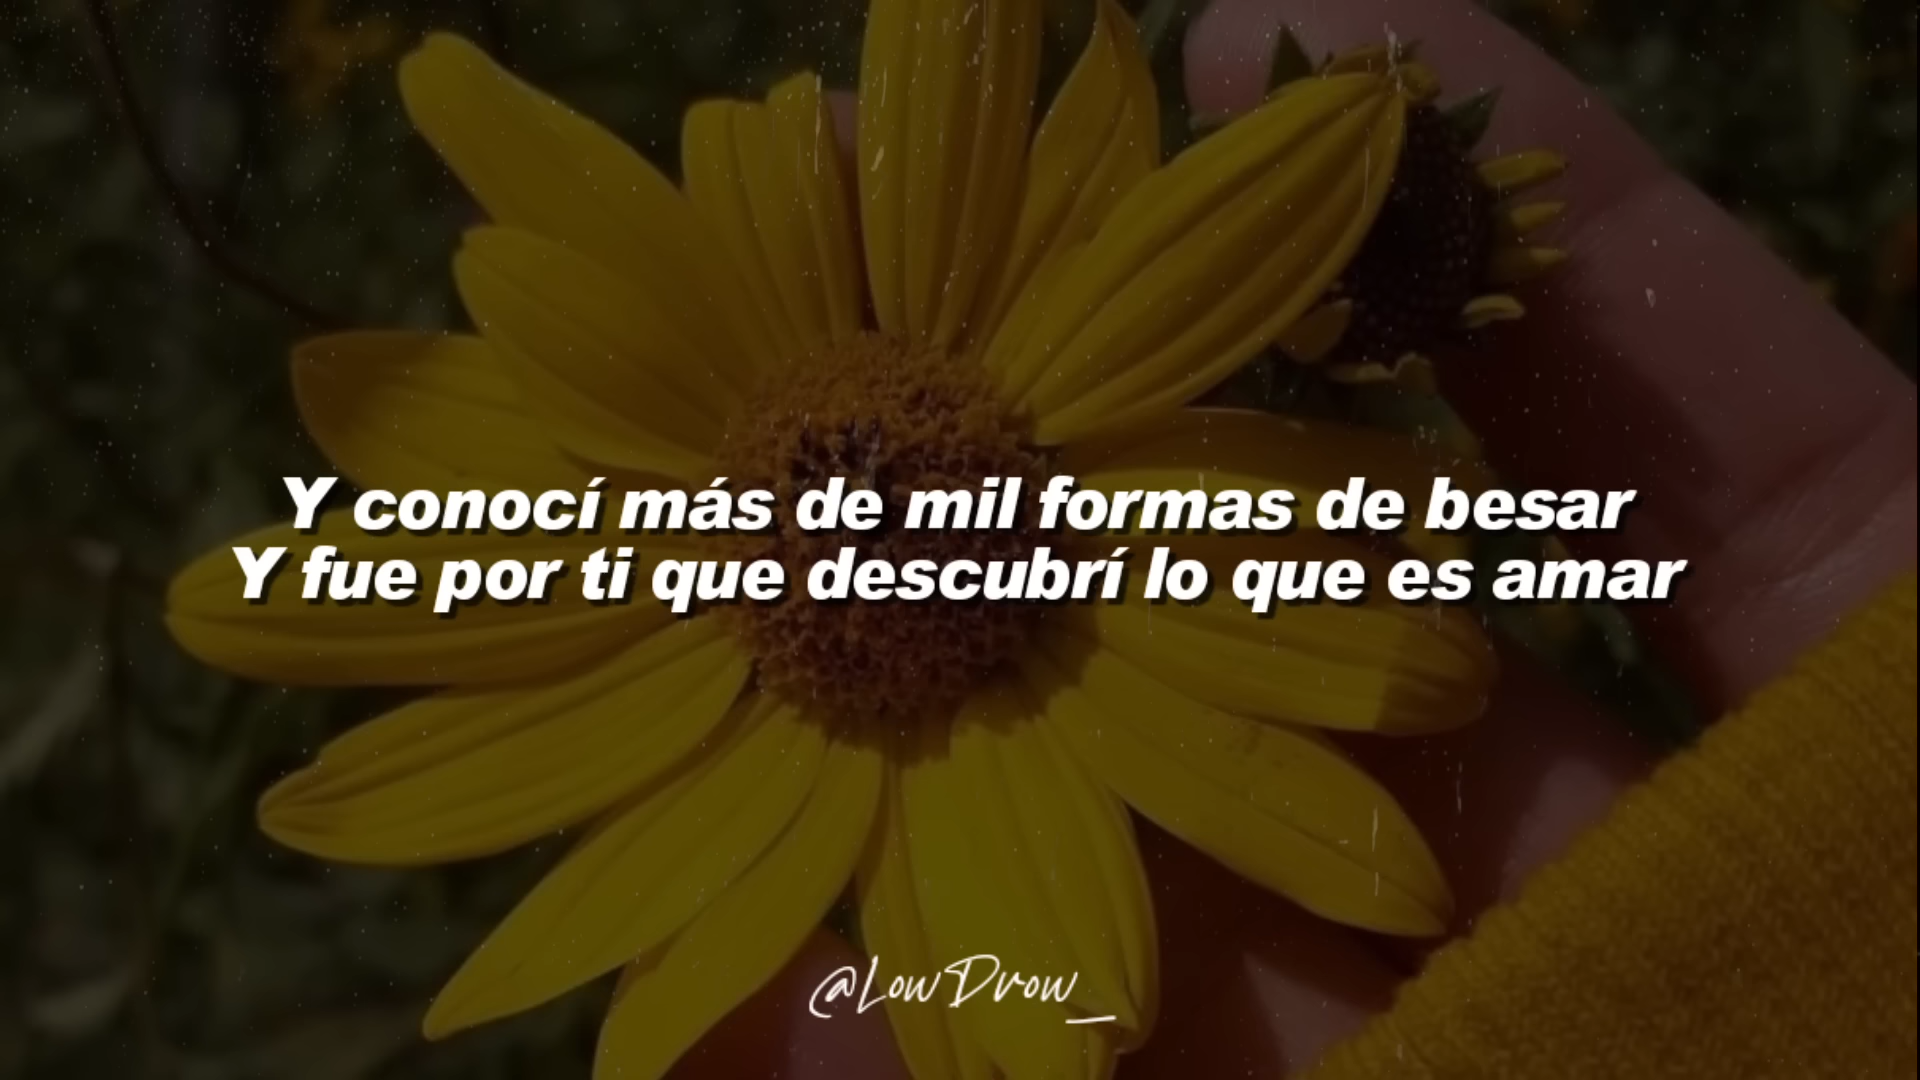 Y conocí más de mil formas de besar
Y fue por ti que descubrí lo que es amar
@LowDrow_